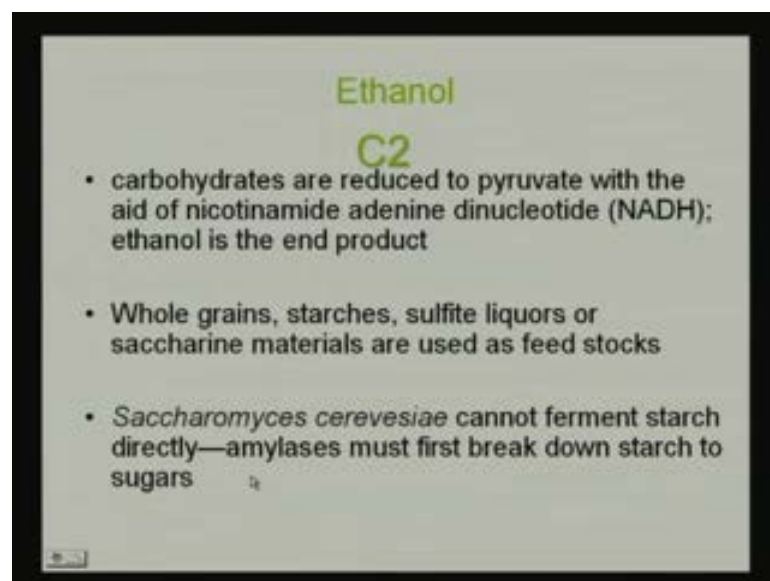 Ethanol
C2
• carbohydrates are reduced to pyruvate with the
aid of nicotinamide adenine dinucleotide (NADH);
ethanol is the end product
• Whole grains, starches, sulfite liquors or
saccharine materials are used as feed stocks
• Saccharomyces cerevesiae cannot ferment starch
directly—amylases must first break down starch to
sugars